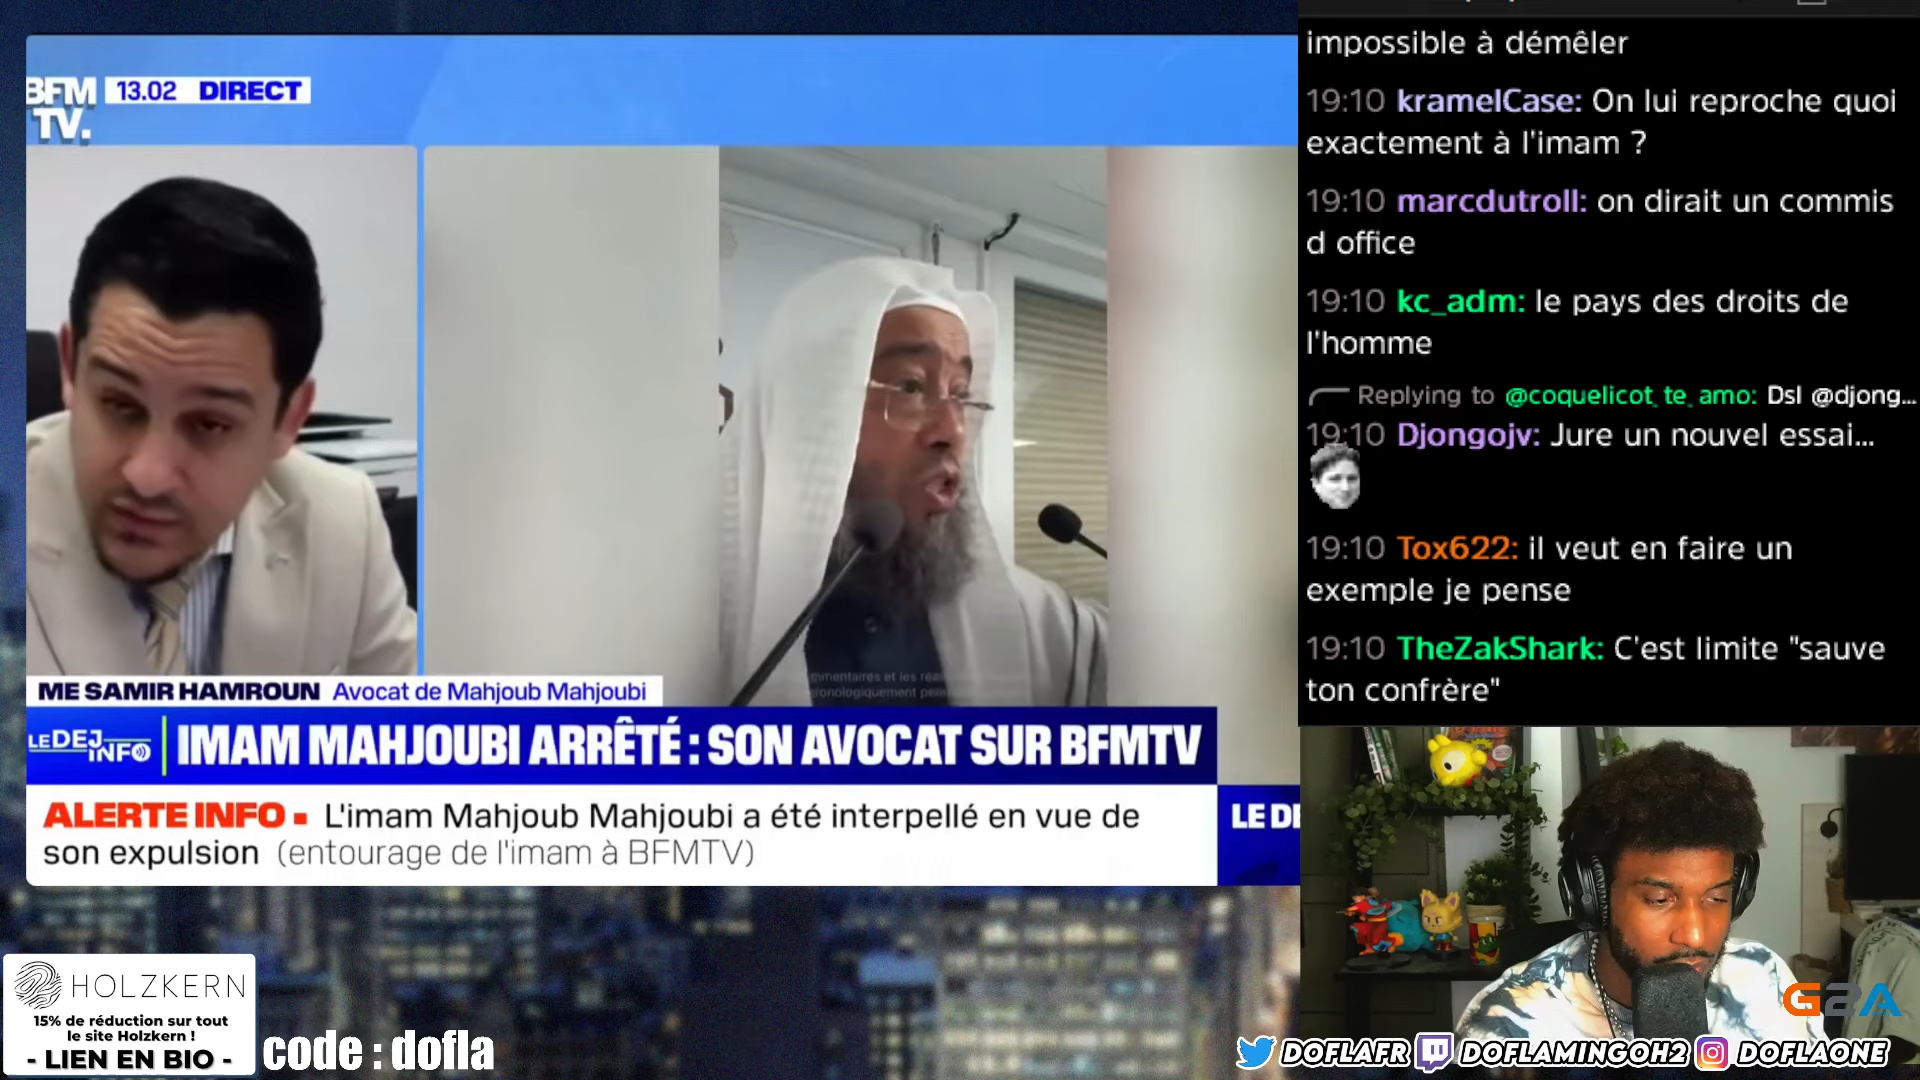 BFM
TV.
13.02 DIRECT
mmentaires et les
ronologiquement
ME SAMIR HAMROUN Avocat de Mahjoub Mahjoubi
LE DEJ
INFO
IMAM MAHJOUBI ARRÊTÉ : SON AVOCAT SUR BFMTV
ALERTE INFO ▪ L'imam Mahjoub Mahjoubi a été interpellé en vue de
son expulsion (entourage de l'imam à BFMTV)
LE DE
HOLZKERN
15% de réduction sur tout
le site Holzkern !
- LIEN EN BIO -
code : dofla
impossible à démêler
19:10 kramelCase: On lui reproche quoi
exactement à l'imam ?
19:10 marcdutroll: on dirait un commis
d office
19:10 kc_adm: le pays des droits de
l'homme
Replying to @coquelicot_te_amo: Dsl @djong...
19:10 Djongojv: Jure un nouvel essai...
19:10 Tox622: il veut en faire un
exemple je pense
19:10 TheZakShark: C'est limite "sauve
ton confrère"
G2A
DOFLAFR DOFLAMINGOH2 DOFLAONE